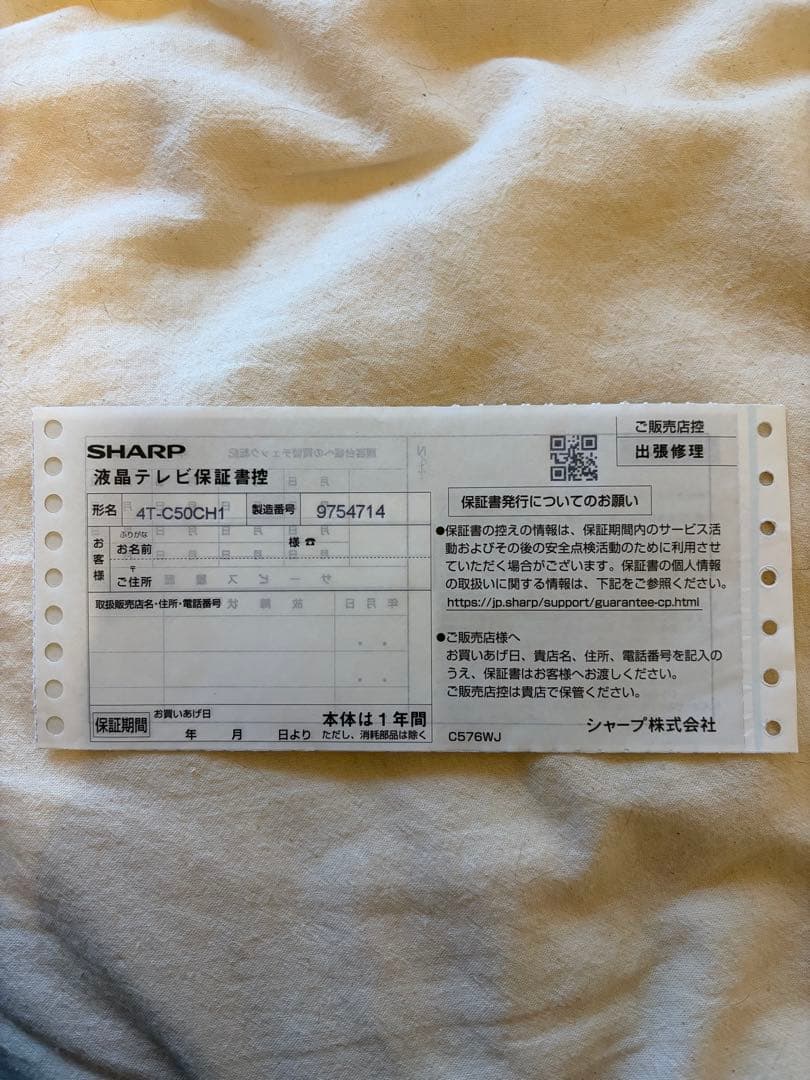 ご販売店控
出張修理
SHARP
液晶テレビ保証書控
形名 4T-C50CH1 製造番号 9754714
お客様
ふりがな
お名前 様 ☎
〒
ご住所
取扱販売店名・住所・電話番号
保証期間
お買いあげ日
年 月 日より
本体は1年間
ただし、消耗部品は除く
保証書発行についてのお願い
●保証書の控えの情報は、保証期間内のサービス活
動およびその後の安全点検活動のために利用させ
ていただく場合がございます。保証書の個人情報
の取扱いに関する情報は、下記をご参照ください。
https://jp.sharp/support/guarantee-cp.html
●ご販売店様へ
お買いあげ日、貴店名、住所、電話番号を記入の
うえ、保証書はお客様へお渡しください。
ご販売店控は貴店で保管ください。
シャープ株式会社
C576WJ